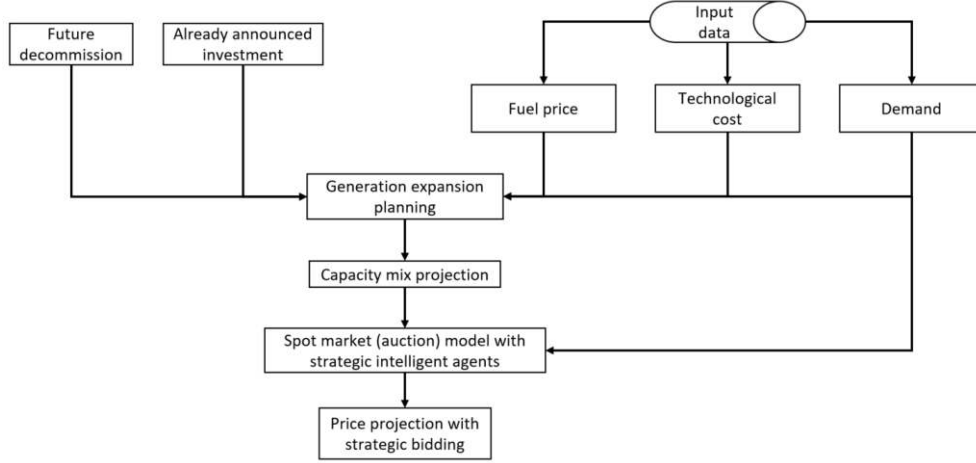 Future
decommission
Already announced
investment
Input
data
Fuel price
Technological
cost
Demand
Generation expansion
planning
Capacity mix projection
Spot market (auction) model with
strategic intelligent agents
Price projection with
strategic bidding